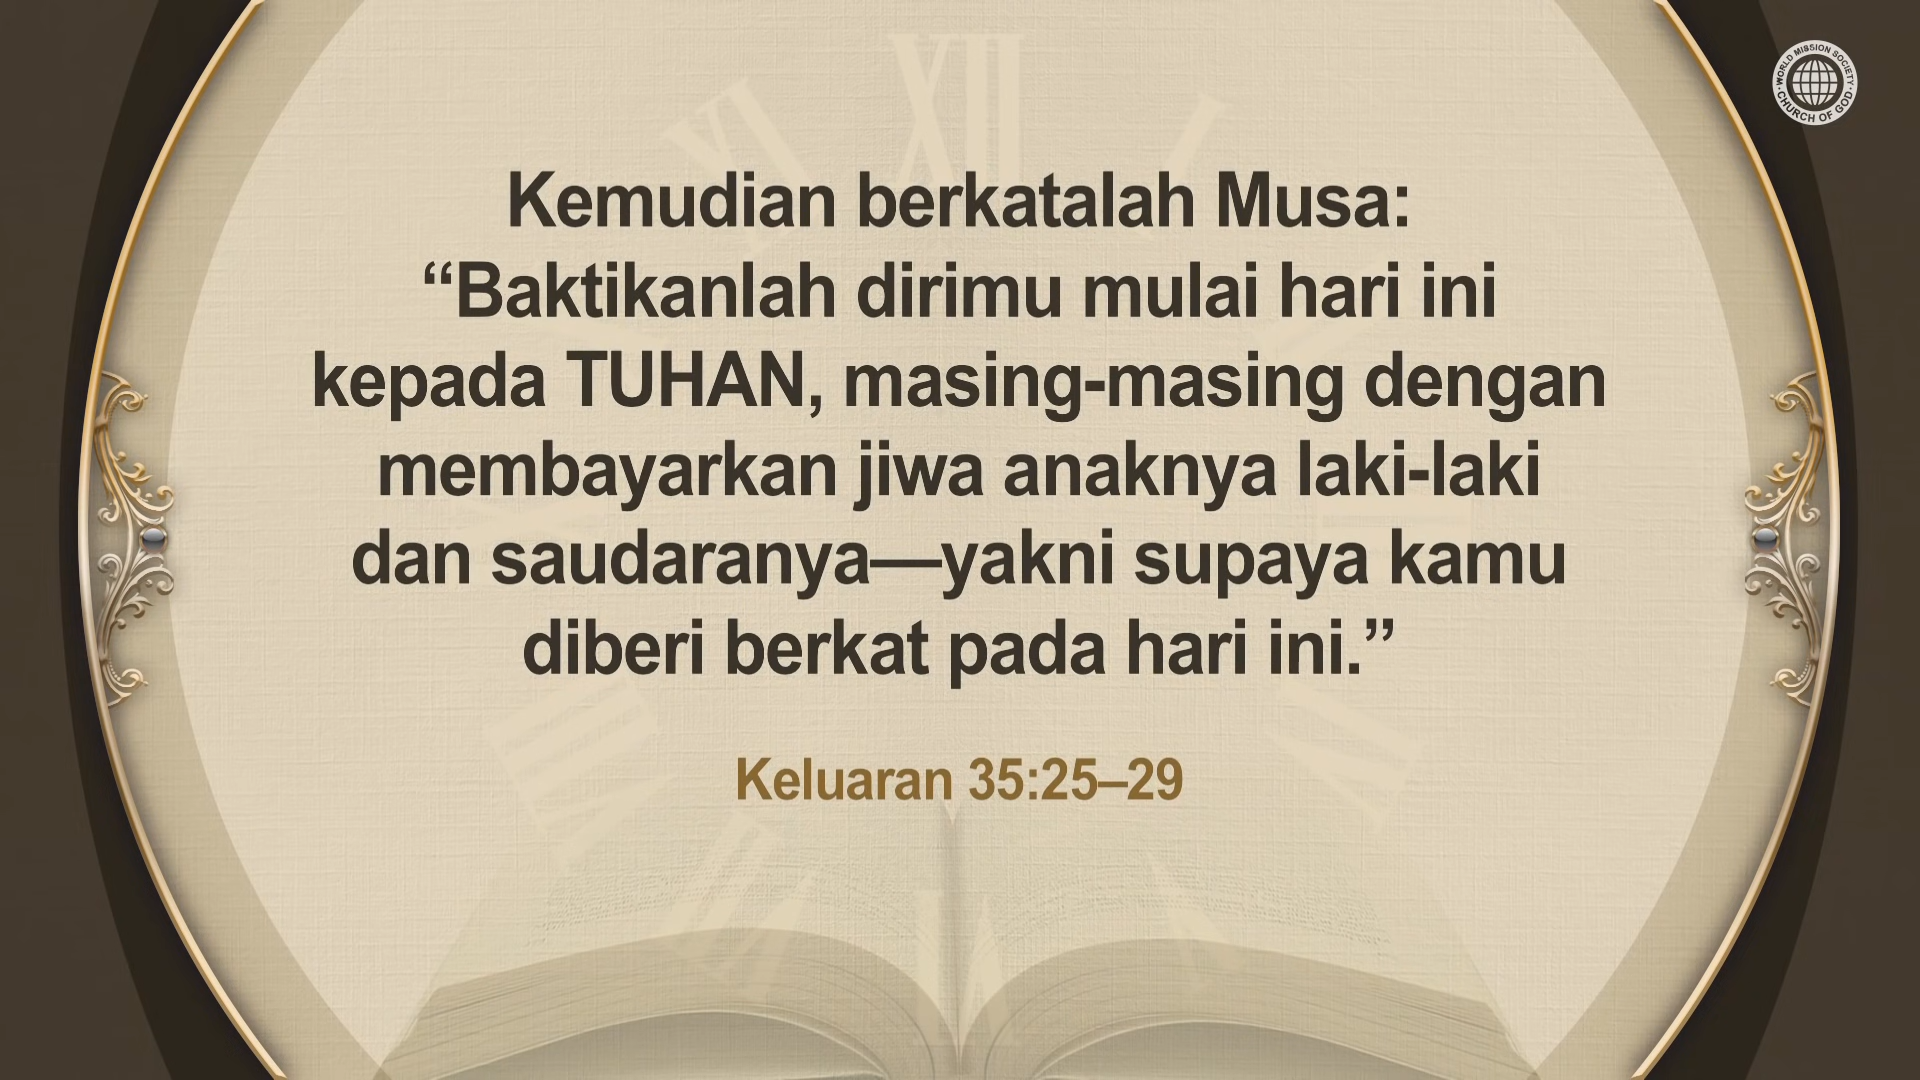 WORLD MISSION SOCIETY
CHURCH OF GOD
XII
Kemudian berkatalah Musa:
“Baktikanlah dirimu mulai hari ini
kepada TUHAN, masing-masing dengan
membayarkan jiwa anaknya laki-laki
dan saudaranya—yakni supaya kamu
diberi berkat pada hari ini.”
Keluaran 35:25–29